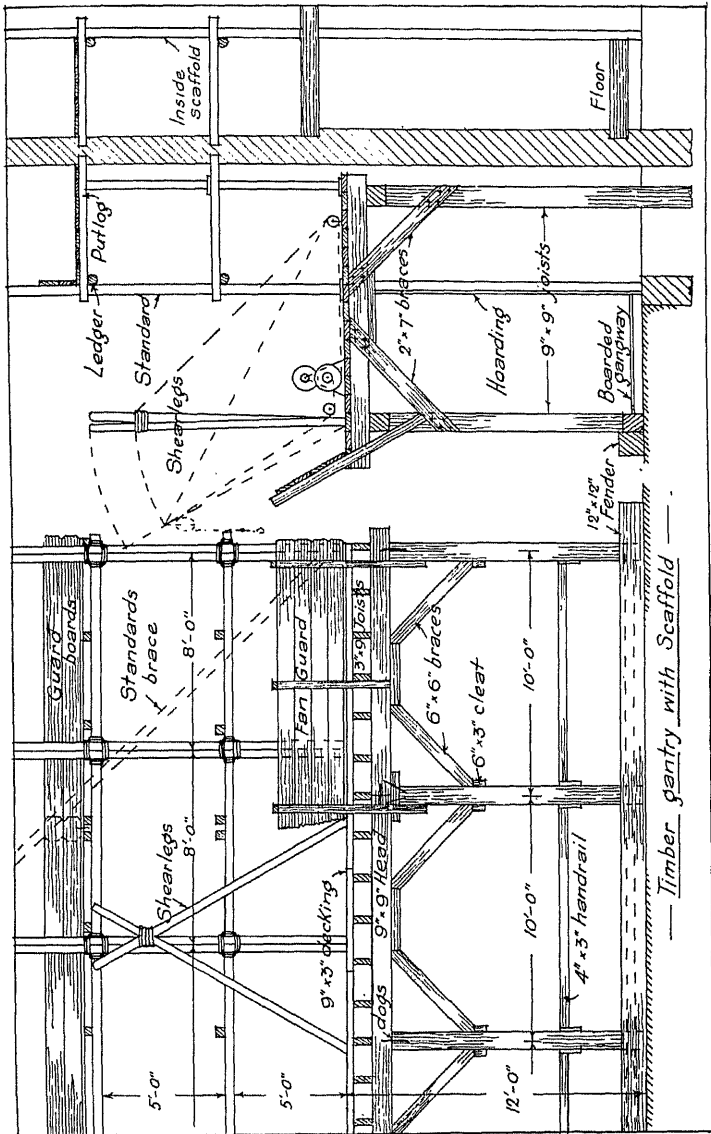 Guard boards
Standards brace
8'-0"
Shearlegs
8'-0"
5'-0"
5'-0"
Fan Guard
3"x9" Joists
9"x3" decking
9"x9" Head
dogs
6"x6" braces
6"x3" cleat
10'-0"
10'-0"
4"x3" handrail
12'-0"
Inside scaffold
Putlog
Ledger
Standard
Shearlegs
Floor
2"x7" braces
9"x9" joists
Hoarding
Boarded gangway
12"x12" Fender
Timber gantry with Scaffold